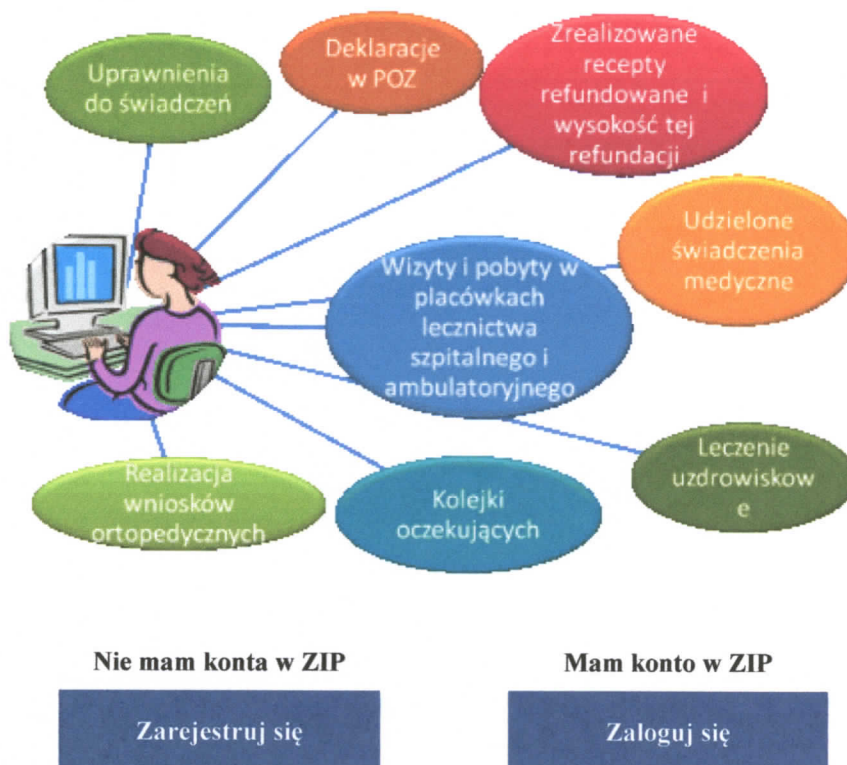 Uprawnienia
do świadczeń
Deklaracje
w POZ
Zrealizowane
recepty
refundowane i
wysokość tej
refundacji
Udzielone
świadczenia
medyczne
Wizyty i pobyty w
placówkach
lecznictwa
szpitalnego i
ambulatoryjnego
Leczenie
uzdrowiskow
e
Realizacja
wniosków
ortopedycznych
Kolejki
oczekujących
Nie mam konta w ZIP
Mam konto w ZIP
Zarejestruj się
Zaloguj się